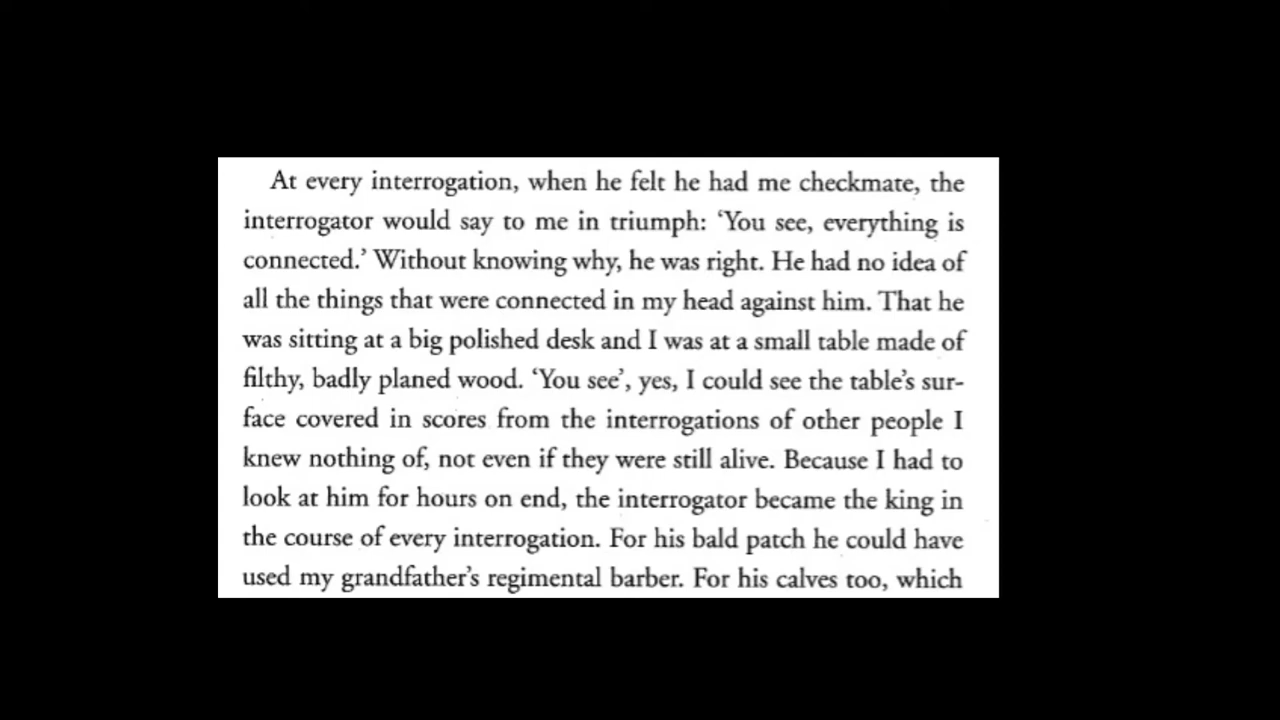 At every interrogation, when he felt he had me checkmate, the
interrogator would say to me in triumph: ‘You see, everything is
connected.’ Without knowing why, he was right. He had no idea of
all the things that were connected in my head against him. That he
was sitting at a big polished desk and I was at a small table made of
filthy, badly planed wood. ‘You see’, yes, I could see the table’s sur-
face covered in scores from the interrogations of other people I
knew nothing of, not even if they were still alive. Because I had to
look at him for hours on end, the interrogator became the king in
the course of every interrogation. For his bald patch he could have
used my grandfather’s regimental barber. For his calves too, which